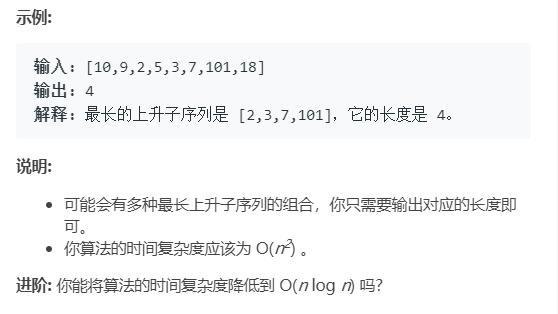 示例:
输入: [10,9,2,5,3,7,101,18]
输出: 4
解释: 最长的上升子序列是 [2,3,7,101]，它的长度是 4。
说明:
• 可能会有多种最长上升子序列的组合，你只需要输出对应的长度即
可。
• 你算法的时间复杂度应该为 O(n²) 。
进阶: 你能将算法的时间复杂度降低到 O(n log n) 吗?